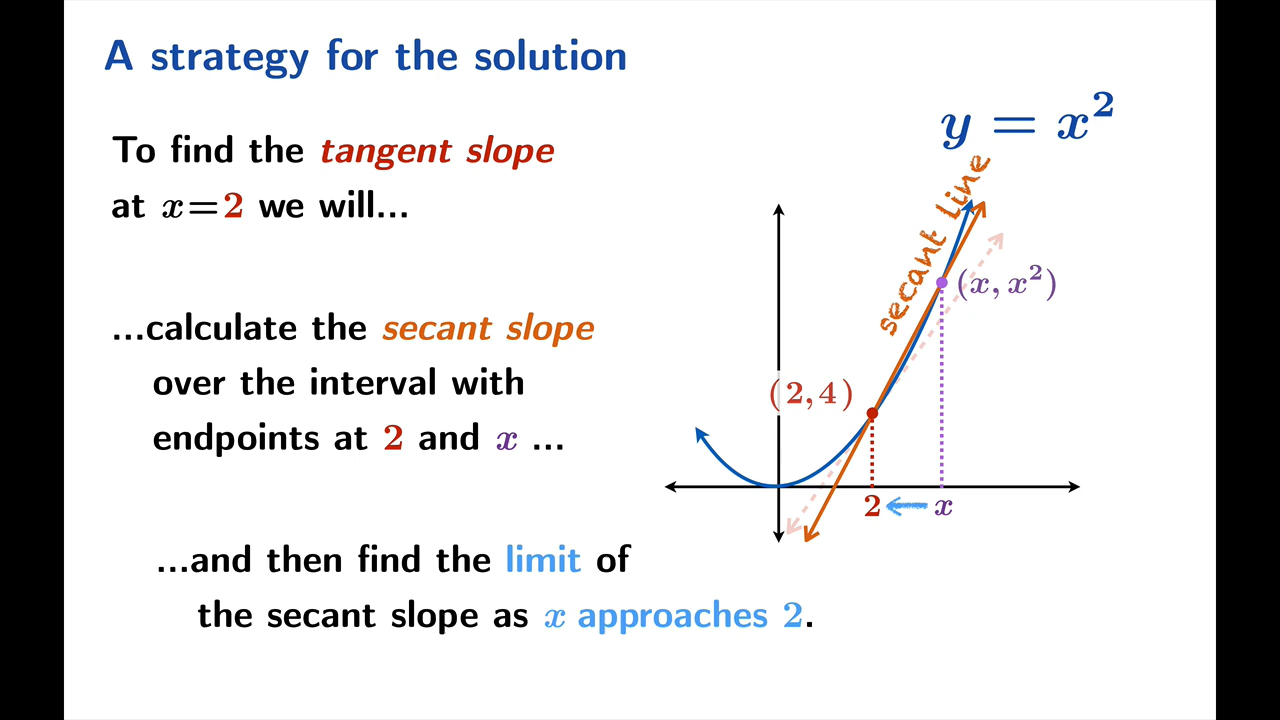 A strategy for the solution
y = x²
To find the tangent slope
at x=2 we will...
...calculate the secant slope
over the interval with
endpoints at 2 and x ...
...and then find the limit of
the secant slope as x approaches 2.
secant line
(x, x²)
(2,4)
2
x